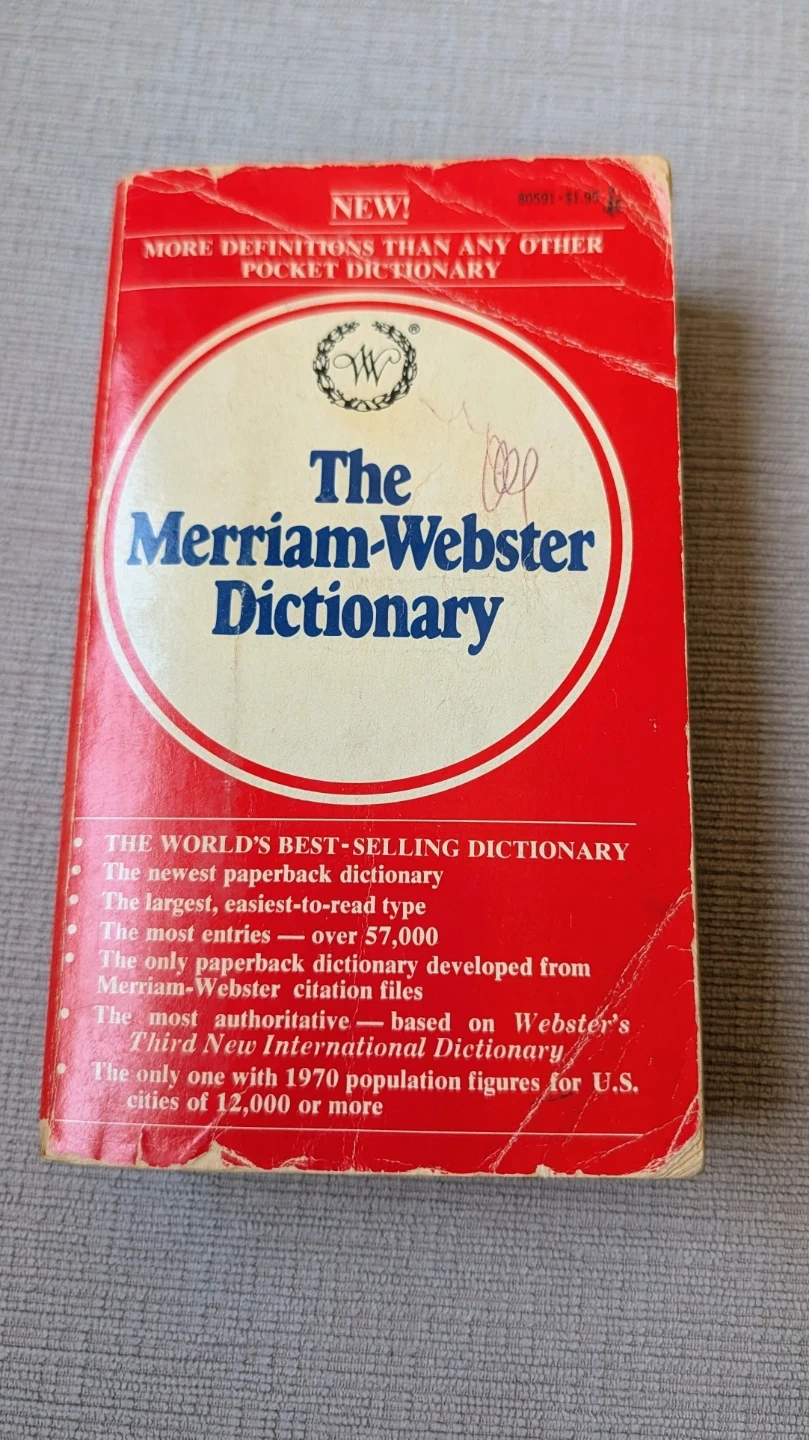 NEW!
80591·$1.95
MORE DEFINITIONS THAN ANY OTHER
POCKET DICTIONARY
W ®
The
Merriam-Webster
Dictionary
• THE WORLD'S BEST-SELLING DICTIONARY
• The newest paperback dictionary
• The largest, easiest-to-read type
• The most entries — over 57,000
• The only paperback dictionary developed from
Merriam-Webster citation files
• The most authoritative — based on Webster's
Third New International Dictionary
• The only one with 1970 population figures for U.S.
cities of 12,000 or more